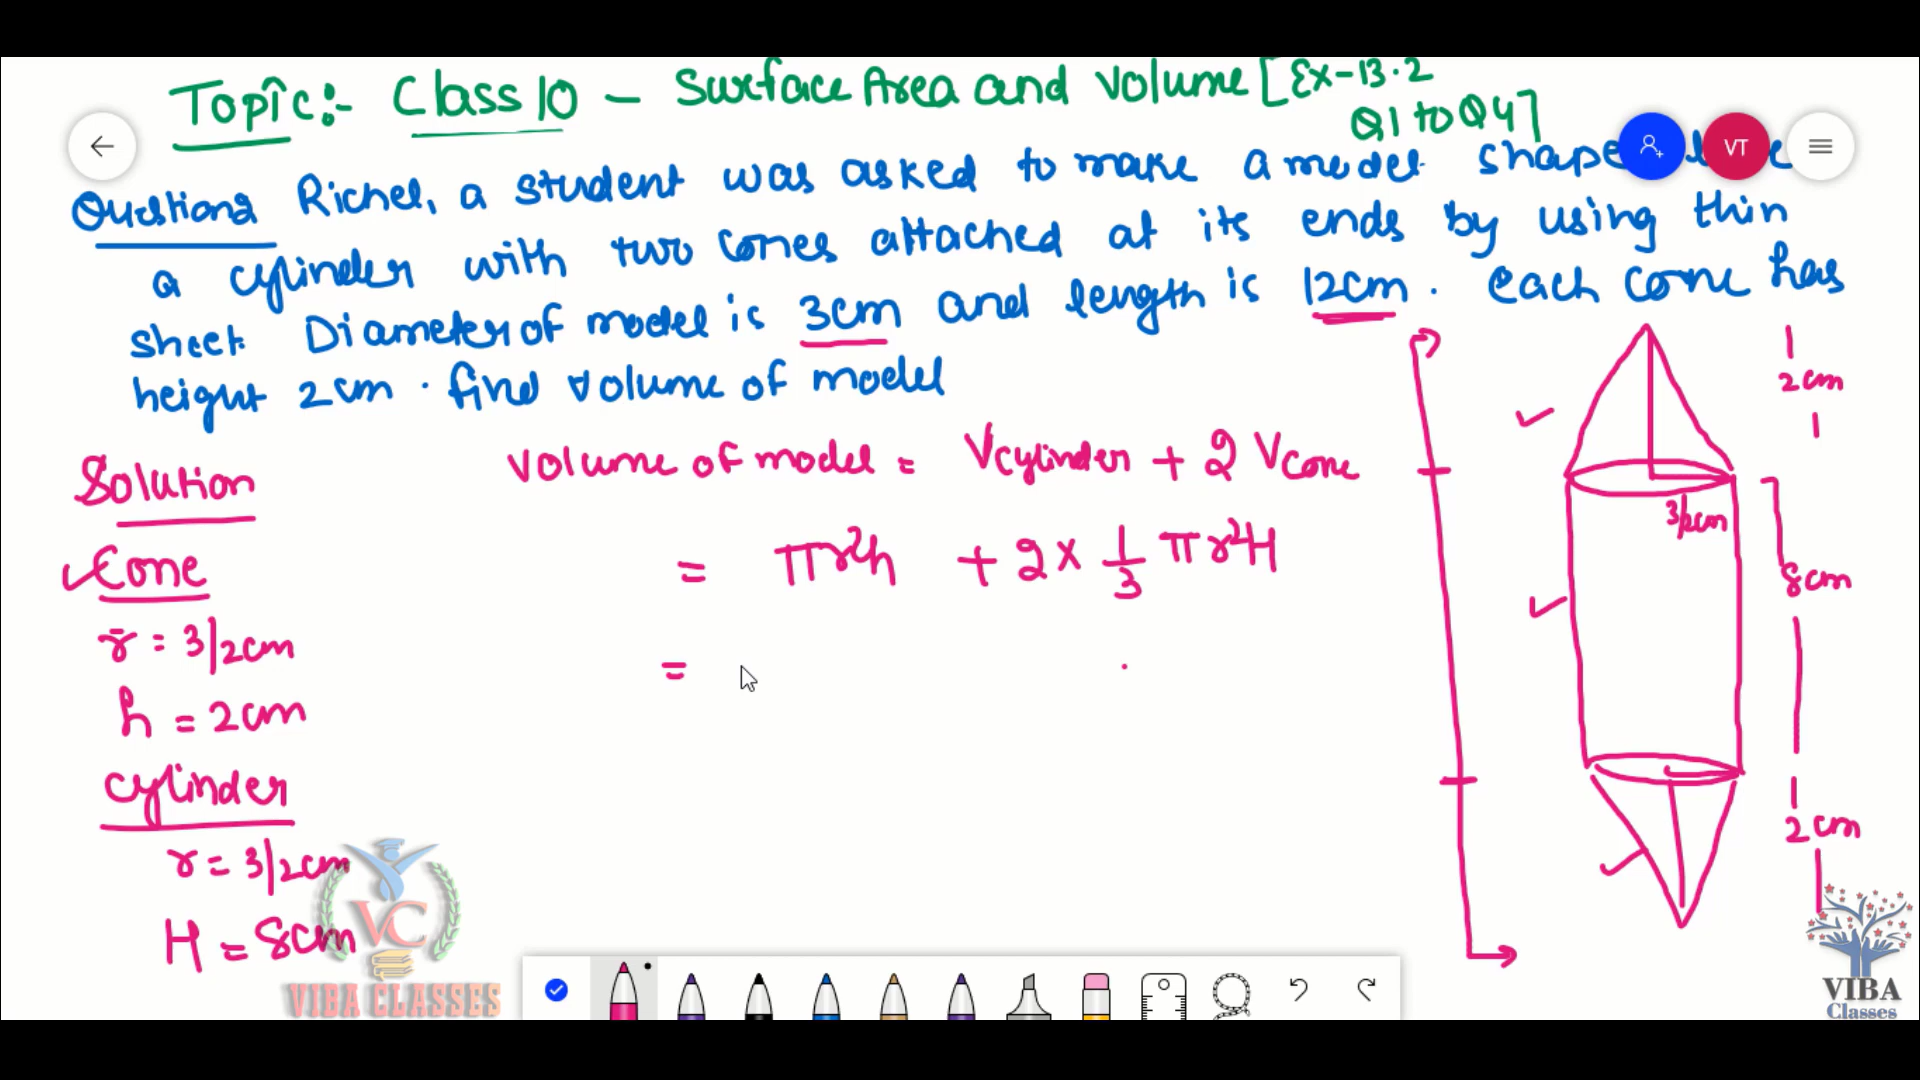 Topic:- Class 10 - Surface Area and Volume [Ex-13.2
Q1 to Q4]
VT
Question2 Richel, a student was asked to make a model shape
a cylinder with two cones attached at its ends by using thin
sheet. Diameter of model is 3cm and length is 12cm. each cone has
height 2cm. find volume of model
Solution
Volume of model = Vcylinder + 2 Vcone
= πr²h + 2 × 1/3 πr²H
=
Cone
r = 3/2cm
h = 2cm
cylinder
r = 3/2cm
H = 8cm
2cm
3/2cm
8cm
2cm
VC
VIBA CLASSES
VIBA
Classes